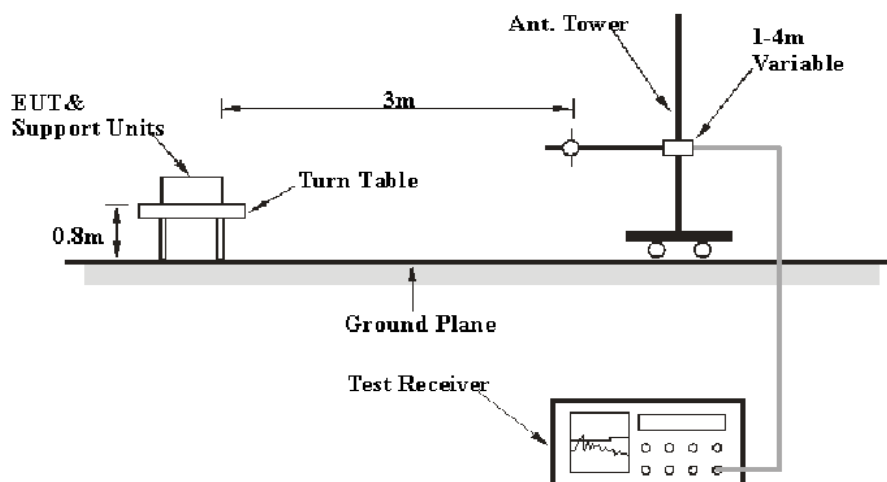 Ant. Tower
1-4m
Variable
3m
EUT&
Support Units
Turn Table
0.8m
Ground Plane
Test Receiver